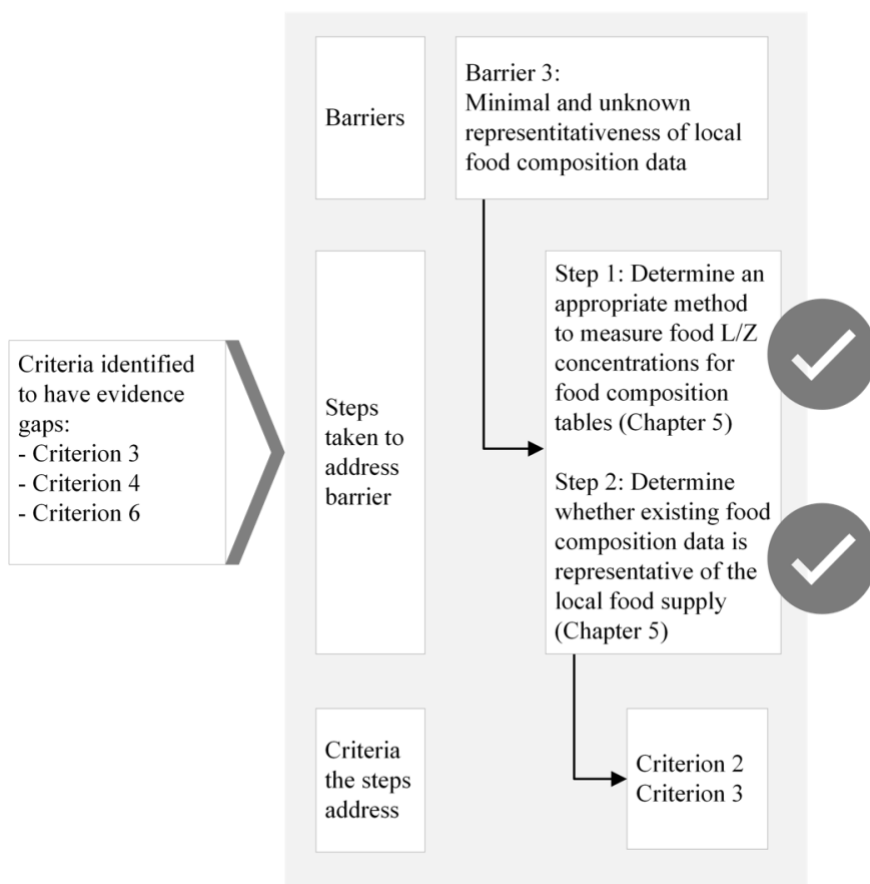 Barriers
Barrier 3:
Minimal and unknown
representitativeness of local
food composition data
Criteria identified
to have evidence
gaps:
- Criterion 3
- Criterion 4
- Criterion 6
Steps
taken to
address
barrier
Step 1: Determine an
appropriate method
to measure food L/Z
concentrations for
food composition
tables (Chapter 5)
Step 2: Determine
whether existing food
composition data is
representative of the
local food supply
(Chapter 5)
Criteria
the steps
address
Criterion 2
Criterion 3